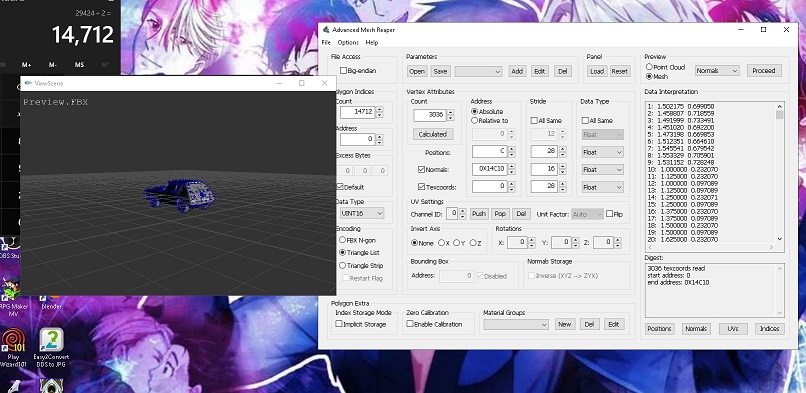 29424 ÷ 2 =
14,712
M+ M- MS
ViewScene
Preview.FBX
OBS Stu
RPG Maker
MV
blender
Play
Wizard101
Easy2Convert
DDS to JPG
Advanced Mesh Reaper
File Options Help
File Access
Big-endian
Parameters
Open Save Add Edit Del
Panel
Load Reset
Preview
Point Cloud
Mesh
Normals
Proceed
Polygon Indices
Count
14712
Address
0
Excess Bytes
0 0 0
Default
Data Type
UINT16
Encoding
FBX N-gon
Triangle List
Triangle Strip
Restart Flag
Vertex Attributes
Count
3036
Calculated
Address
Absolute
Relative to
0
Stride
All Same
12
Data Type
All Same
Float
Positions: C 28 Float
Normals: 0X14C10 16 Float
Texcoords: 0 28 Float
UV Settings
Channel ID: 0 Push Pop Del Unit Factor: Auto Flip
Invert Axis
None X Y Z
Rotations
X: 0 Y: 0 Z: 0
Bounding Box
Address: 0 Disabled
Normals Storage
Inverse (XYZ --> ZYX)
Polygon Extra
Index Storage Mode
Implicit Storage
Zero Calibration
Enable Calibration
Material Groups
New Del Edit
Data Interpretation
1: 1.502175 0.699050
2: 1.458807 0.718559
3: 1.491999 0.733491
4: 1.451020 0.692200
5: 1.473198 0.669853
6: 1.512351 0.664610
7: 1.545541 0.679542
8: 1.553329 0.705901
9: 1.531152 0.728248
10: 1.000000 0.232070
11: 1.125000 0.232070
12: 1.000000 0.097089
13: 1.125000 0.097089
14: 1.250000 0.232071
15: 1.250000 0.097089
16: 1.375000 0.232070
17: 1.375000 0.097089
18: 1.500000 0.232070
19: 1.500000 0.097089
20: 1.625000 0.232070
Digest:
3036 texcoords read
start address: 0
end address: 0X14C10
Positions Normals UVs Indices